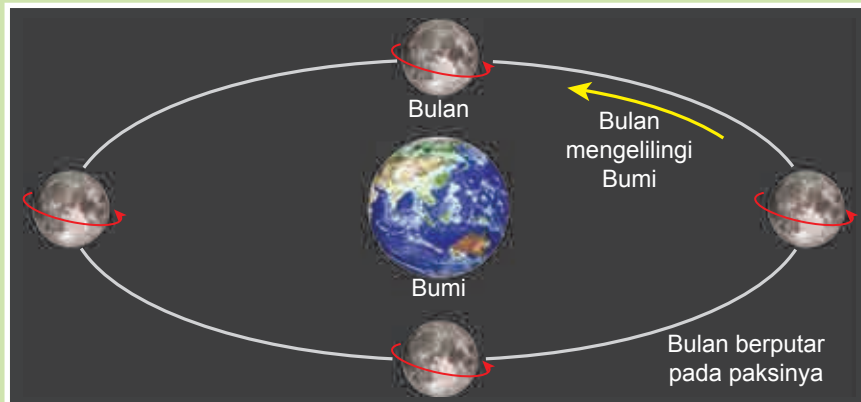 Bulan
Bulan
mengelilingi
Bumi
Bumi
Bulan berputar
pada paksinya